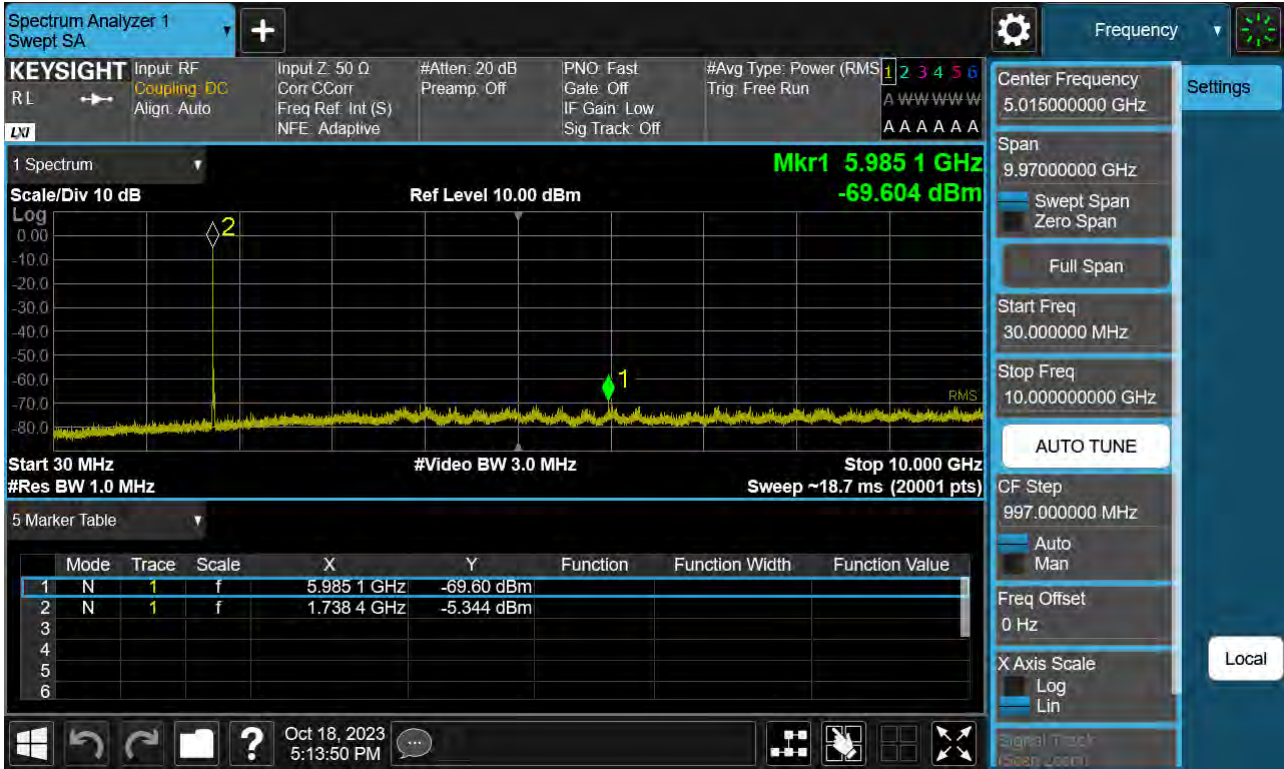 Spectrum Analyzer 1
Swept SA
+
Frequency
KEYSIGHT
RL
LXI
Input: RF
Coupling: DC
Align: Auto
Input Z: 50 Ω
Corr CCorr
Freq Ref: Int (S)
NFE: Adaptive
#Atten: 20 dB
Preamp: Off
PNO: Fast
Gate: Off
IF Gain: Low
Sig Track: Off
#Avg Type: Power (RMS
Trig: Free Run
1 2 3 4 5 6
A W W W W W
A A A A A A
1 Spectrum
Mkr1 5.985 1 GHz
Scale/Div 10 dB
Ref Level 10.00 dBm
-69.604 dBm
Log
0.00
-10.0
-20.0
-30.0
-40.0
-50.0
-60.0
-70.0
-80.0
2
1
RMS
Start 30 MHz
#Video BW 3.0 MHz
Stop 10.000 GHz
#Res BW 1.0 MHz
Sweep ~18.7 ms (20001 pts)
5 Marker Table
Mode Trace Scale X Y Function Function Width Function Value
1 N 1 f 5.985 1 GHz -69.60 dBm
2 N 1 f 1.738 4 GHz -5.344 dBm
3
4
5
6
Oct 18, 2023
5:13:50 PM
Center Frequency
5.015000000 GHz
Span
9.97000000 GHz
Swept Span
Zero Span
Full Span
Start Freq
30.000000 MHz
Stop Freq
10.000000000 GHz
AUTO TUNE
CF Step
997.000000 MHz
Auto
Man
Freq Offset
0 Hz
X Axis Scale
Log
Lin
Signal Track
(Span Zoom)
Settings
Local